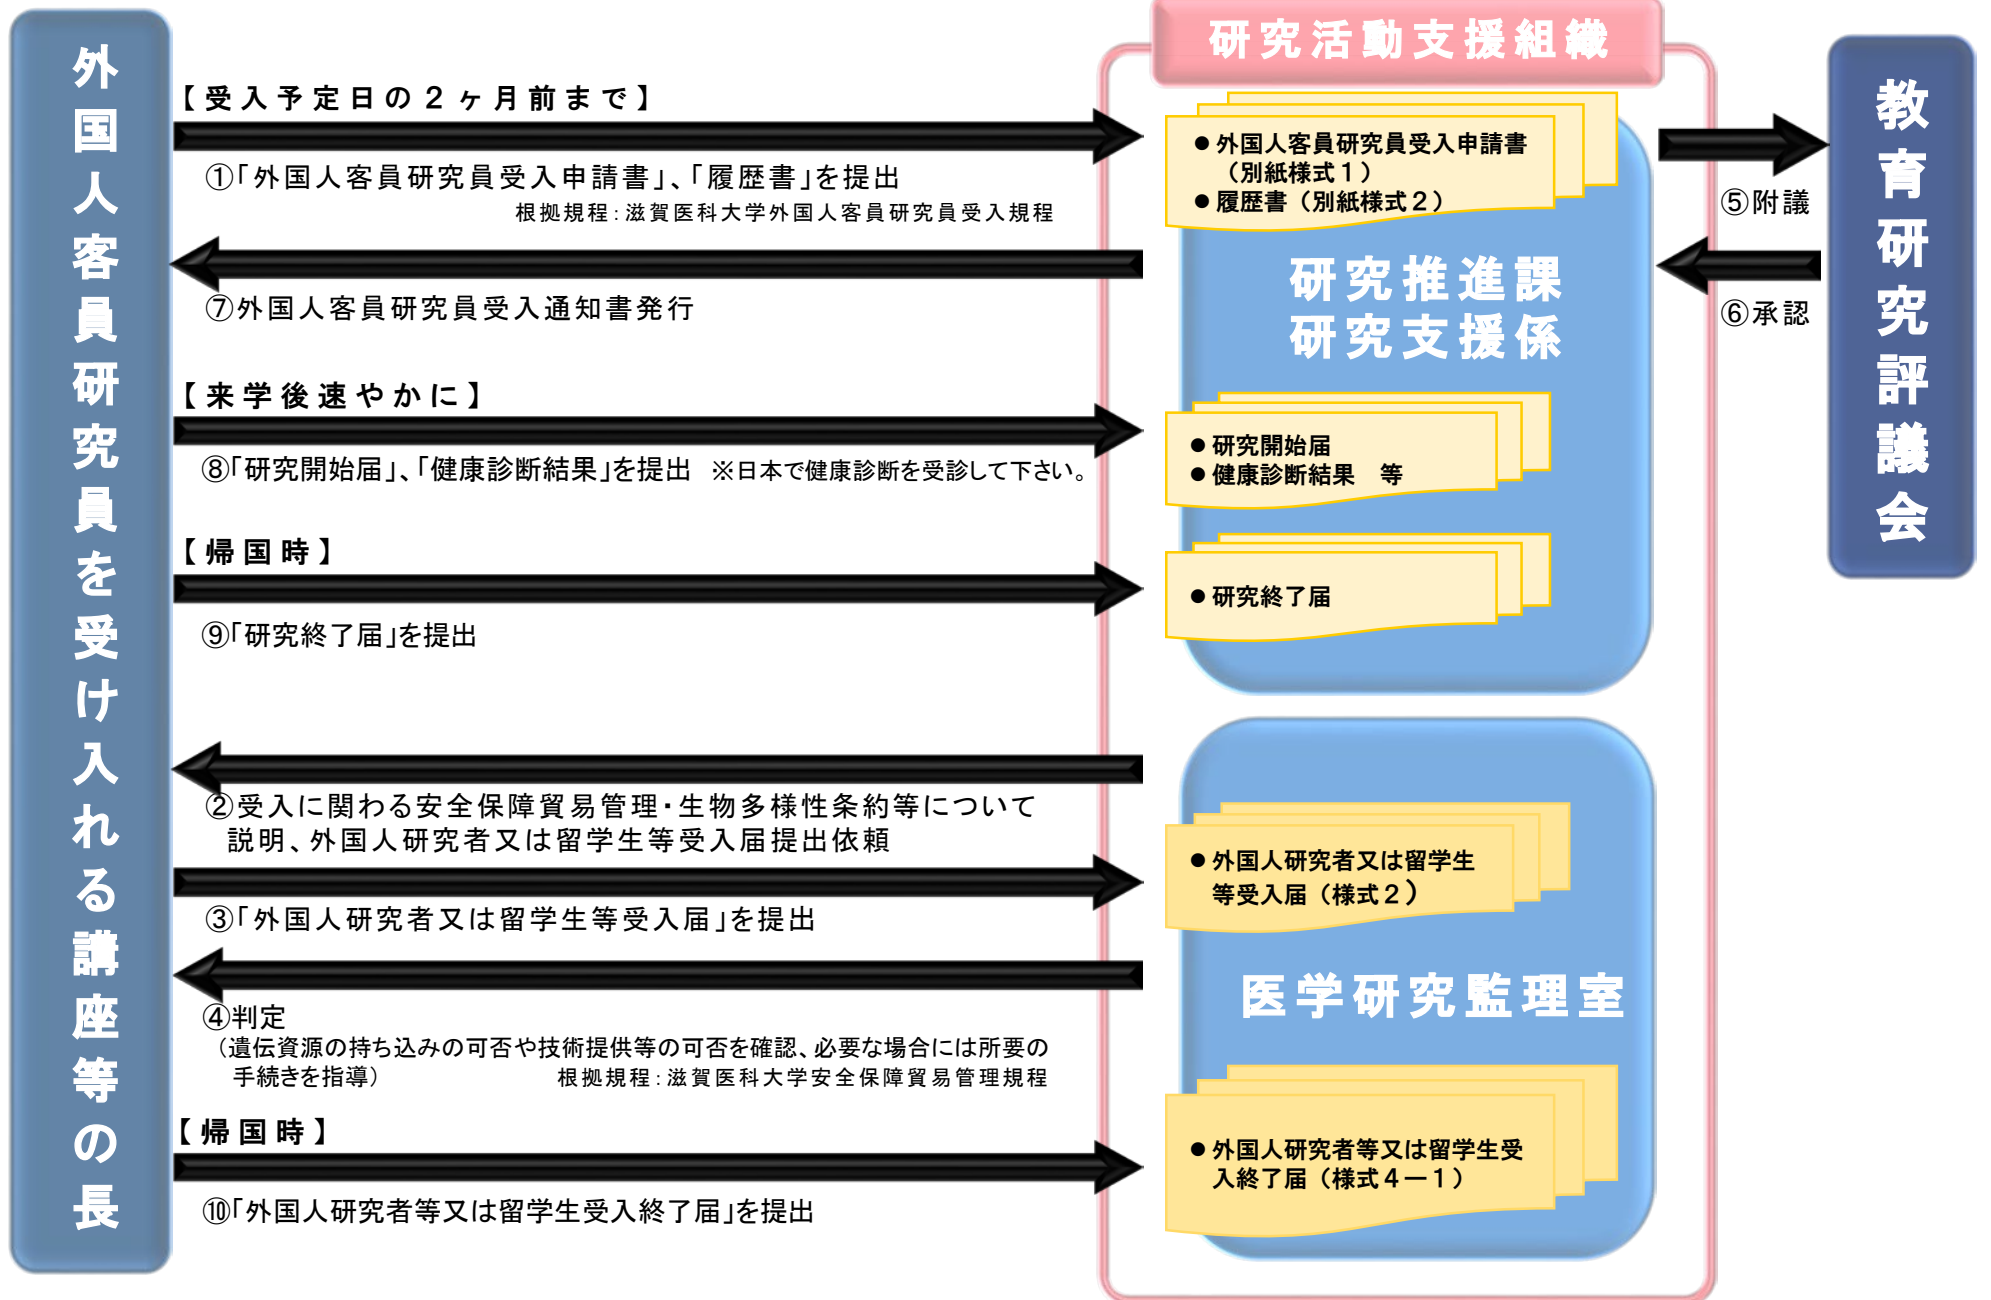 外国人客員研究員を受け入れる講座等の長
【受入予定日の２ヶ月前まで】
①「外国人客員研究員受入申請書」、「履歴書」を提出
根拠規程：滋賀医科大学外国人客員研究員受入規程
⑦外国人客員研究員受入通知書発行
【来学後速やかに】
⑧「研究開始届」、「健康診断結果」を提出　※日本で健康診断を受診して下さい。
【帰国時】
⑨「研究終了届」を提出
②受入に関わる安全保障貿易管理・生物多様性条約等について
説明、外国人研究者又は留学生等受入届提出依頼
③「外国人研究者又は留学生等受入届」を提出
④判定
（遺伝資源の持ち込みの可否や技術提供等の可否を確認、必要な場合には所要の
手続きを指導）　根拠規程：滋賀医科大学安全保障貿易管理規程
【帰国時】
⑩「外国人研究者等又は留学生受入終了届」を提出
研究活動支援組織
●外国人客員研究員受入申請書
（別紙様式１）
●履歴書（別紙様式２）
研究推進課
研究支援係
●研究開始届
●健康診断結果　等
●研究終了届
●外国人研究者又は留学生
等受入届（様式２）
医学研究監理室
●外国人研究者等又は留学生受
入終了届（様式４－１）
⑤附議
⑥承認
教育研究評議会